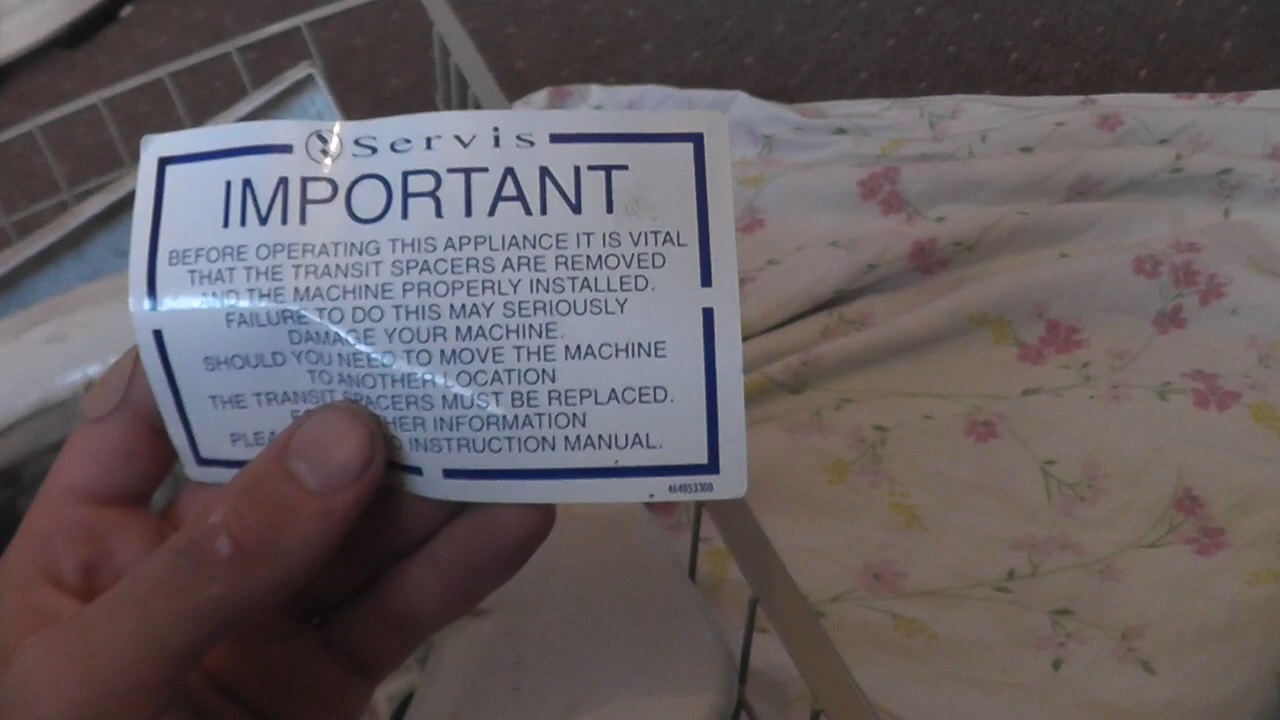 Servis
IMPORTANT
BEFORE OPERATING THIS APPLIANCE IT IS VITAL
THAT THE TRANSIT SPACERS ARE REMOVED
AND THE MACHINE PROPERLY INSTALLED.
FAILURE TO DO THIS MAY SERIOUSLY
DAMAGE YOUR MACHINE.
SHOULD YOU NEED TO MOVE THE MACHINE
TO ANOTHER LOCATION
THE TRANSIT SPACERS MUST BE REPLACED.
INFORMATION
INSTRUCTION MANUAL.
464053300